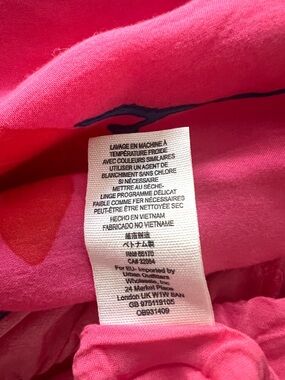 LAVAGE EN MACHINE À
TEMPÉRATURE FROIDE
AVEC COULEURS SIMILAIRES
UTILISER UN AGENT DE
BLANCHIMENT SANS CHLORE
SI NÉCESSAIRE
METTRE AU SÈCHE-
LINGE PROGRAMME DÉLICAT
FAIBLE COMME FER NÉCESSAIRES
PEUT-ÊTRE ÊTRE NETTOYÉE SEC
HECHO EN VIETNAM
FABRICADO NO VIETNAME
越南製造
ベトナム製
RN# 66170
CA# 32054
For EU- Imported by
Urban Outfitters
Wholesale, Inc
24 Market Place
London UK W1W 8AN
GB 975119105
OB931409